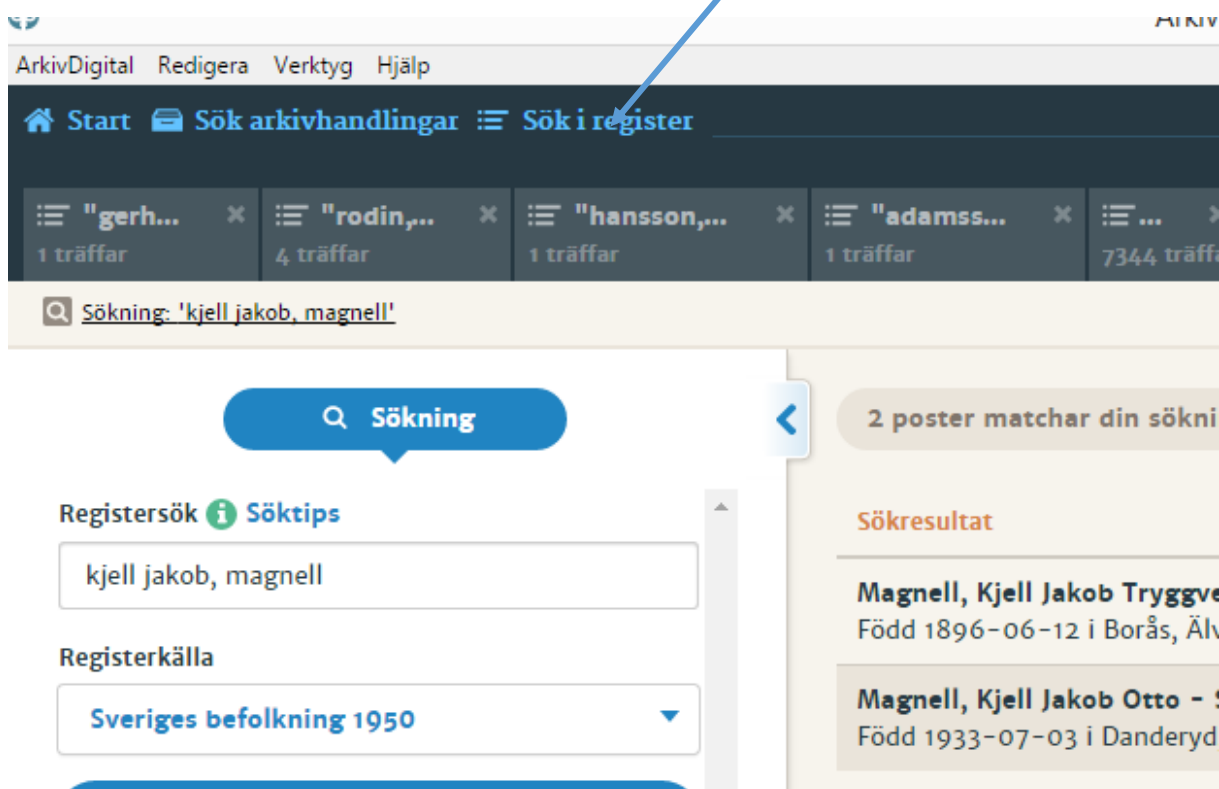 ArkivDigital Redigera Verktyg Hjälp
Start Sök arkivhandlingar Sök i register
"gerh... "rodin,... "hansson,... "adamss... ...
1 träffar 4 träffar 1 träffar 1 träffar 7344 träffa
Sökning: 'kjell jakob, magnell'
Sökning
2 poster matchar din sökni
Registersök Söktips
kjell jakob, magnell
Registerkälla
Sveriges befolkning 1950
Sökresultat
Magnell, Kjell Jakob Tryggve
Född 1896-06-12 i Borås, Älv
Magnell, Kjell Jakob Otto - S
Född 1933-07-03 i Danderyd